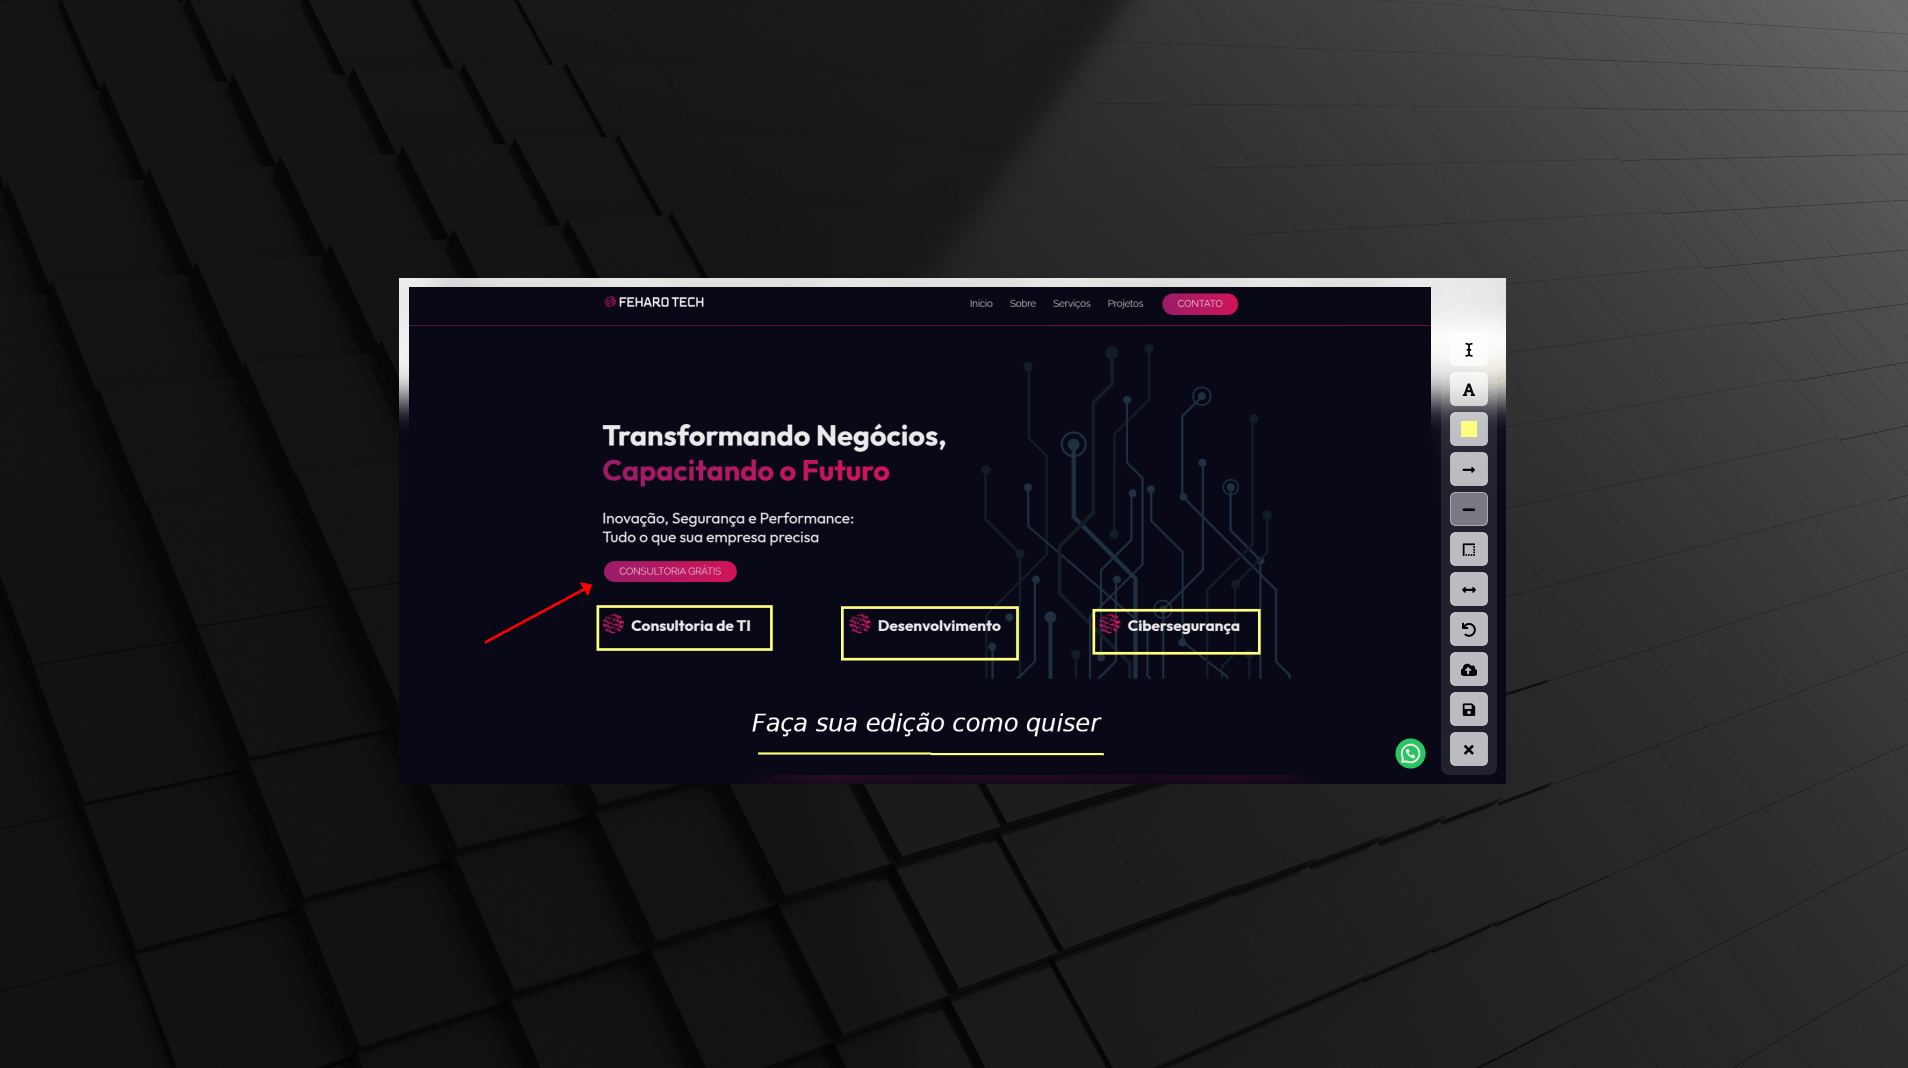 FEHARO TECH
Início Sobre Serviços Projetos CONTATO
Transformando Negócios,
Capacitando o Futuro
Inovação, Segurança e Performance:
Tudo o que sua empresa precisa
CONSULTORIA GRÁTIS
Consultoria de TI Desenvolvimento Cibersegurança
Faça sua edição como quiser
A